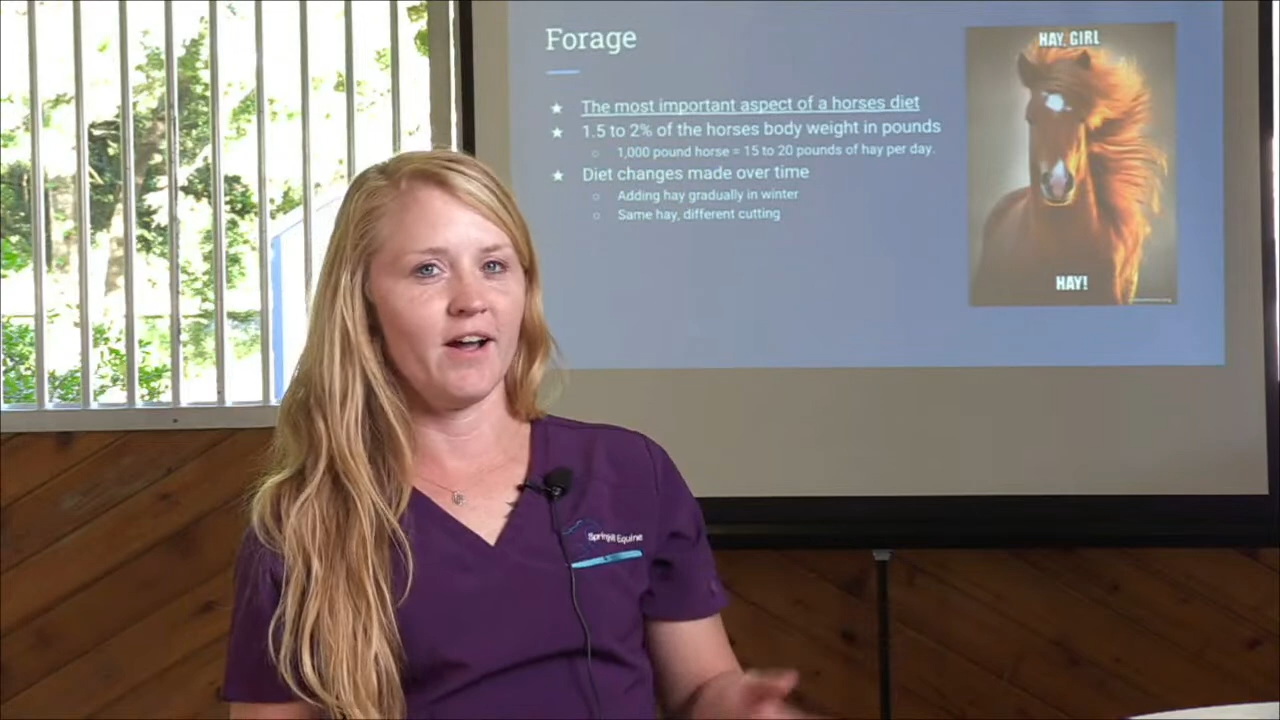 Forage
★ The most important aspect of a horses diet
★ 1.5 to 2% of the horses body weight in pounds
○ 1,000 pound horse = 15 to 20 pounds of hay per day.
★ Diet changes made over time
○ Adding hay gradually in winter
○ Same hay, different cutting
HAY, GIRL
HAY!
Springhill Equine